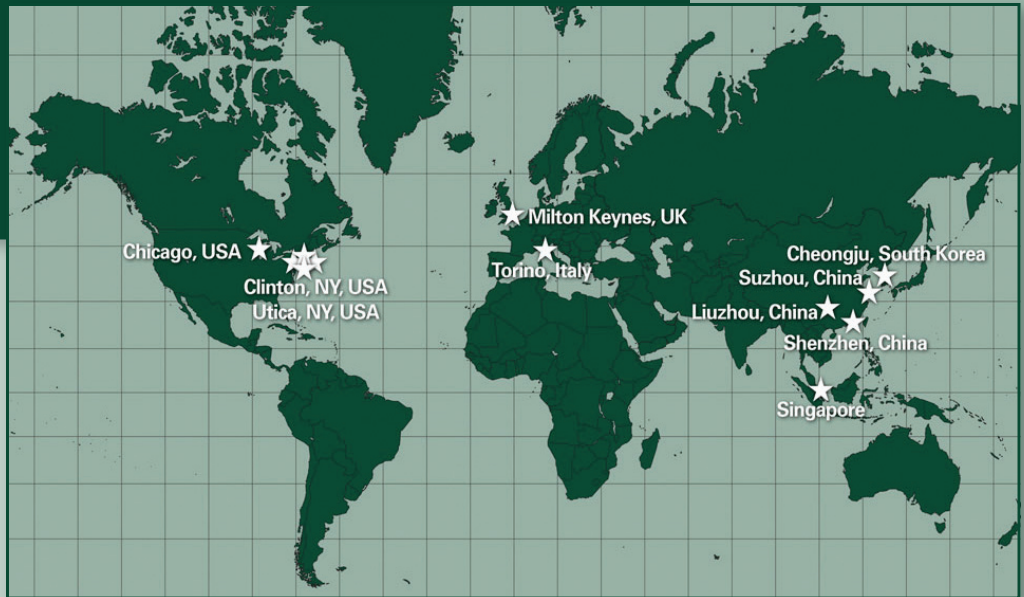 Milton Keynes, UK
Chicago, USA
Cheongju, South Korea
Torino, Italy
Suzhou, China
Clinton, NY, USA
Liuzhou, China
Utica, NY, USA
Shenzhen, China
Singapore